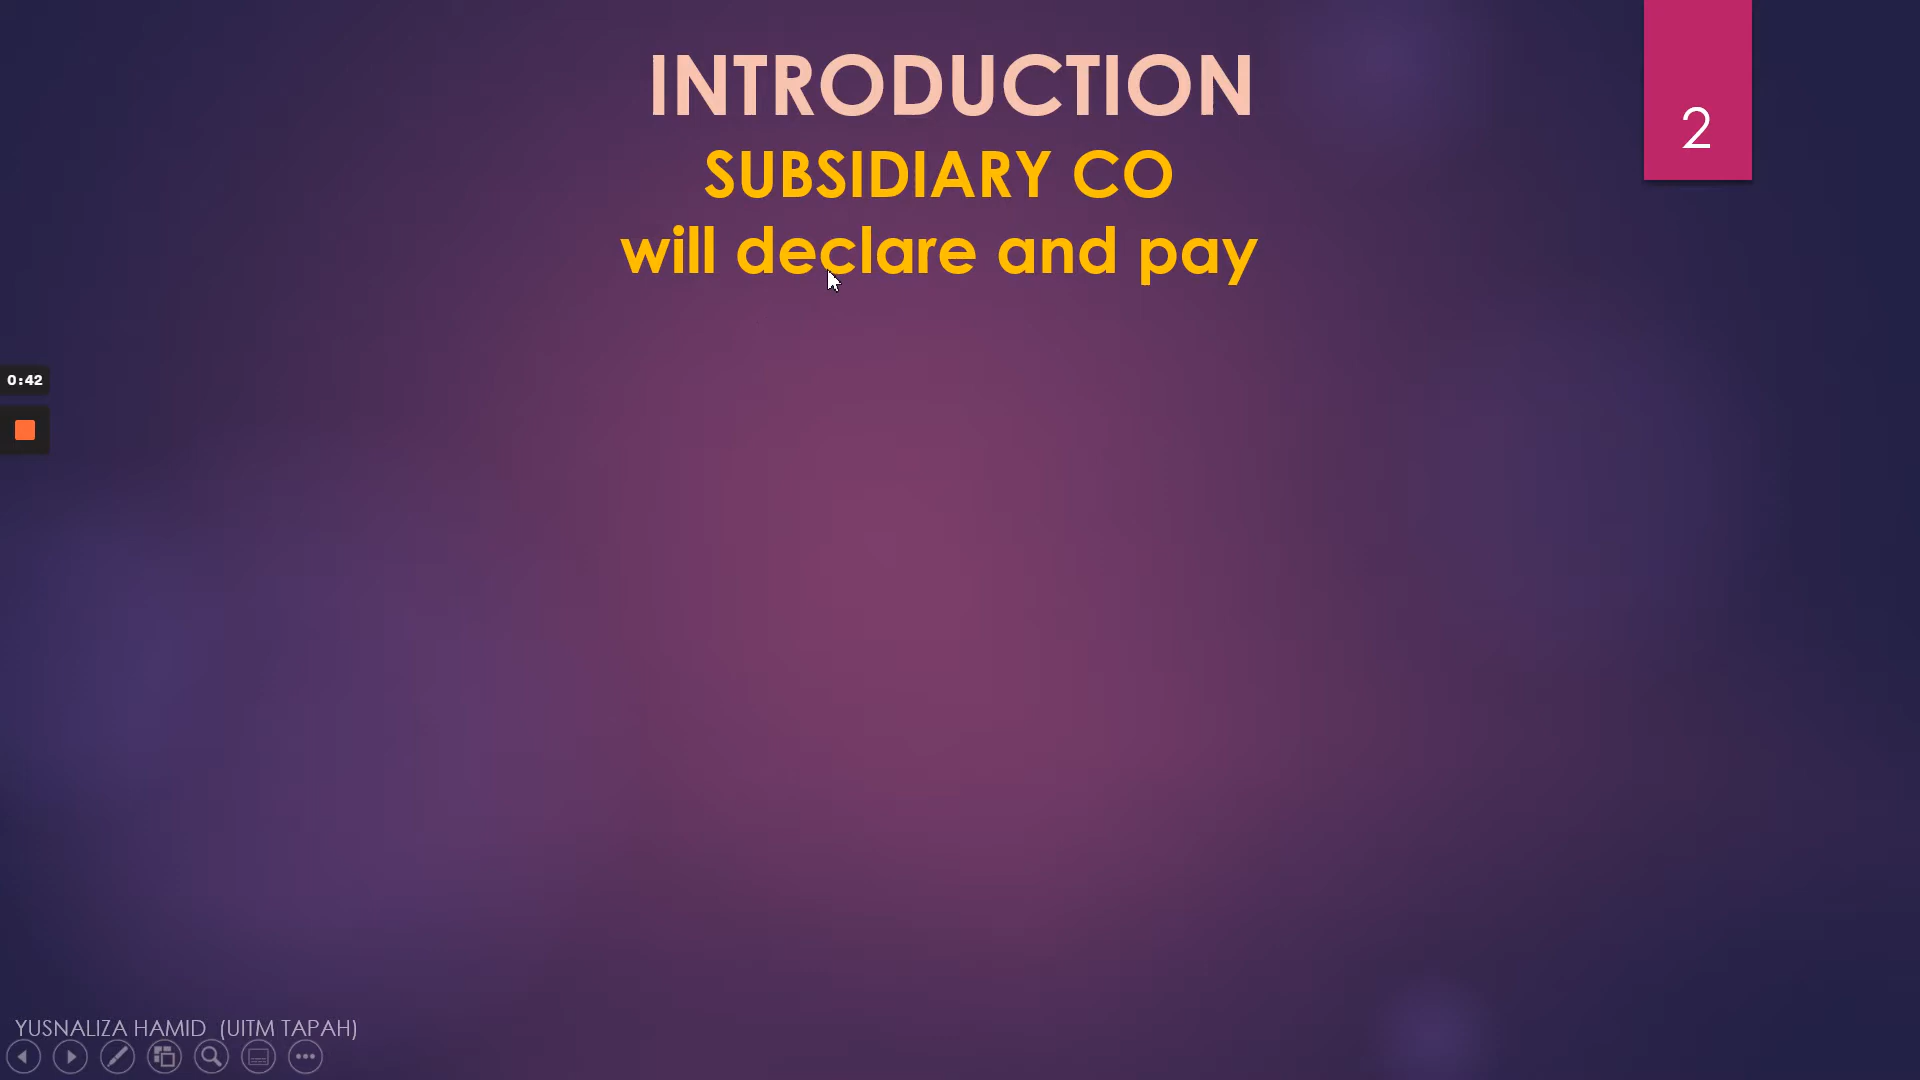 INTRODUCTION
2
SUBSIDIARY CO
will declare and pay
0:42
YUSNALIZA HAMID (UITM TAPAH)